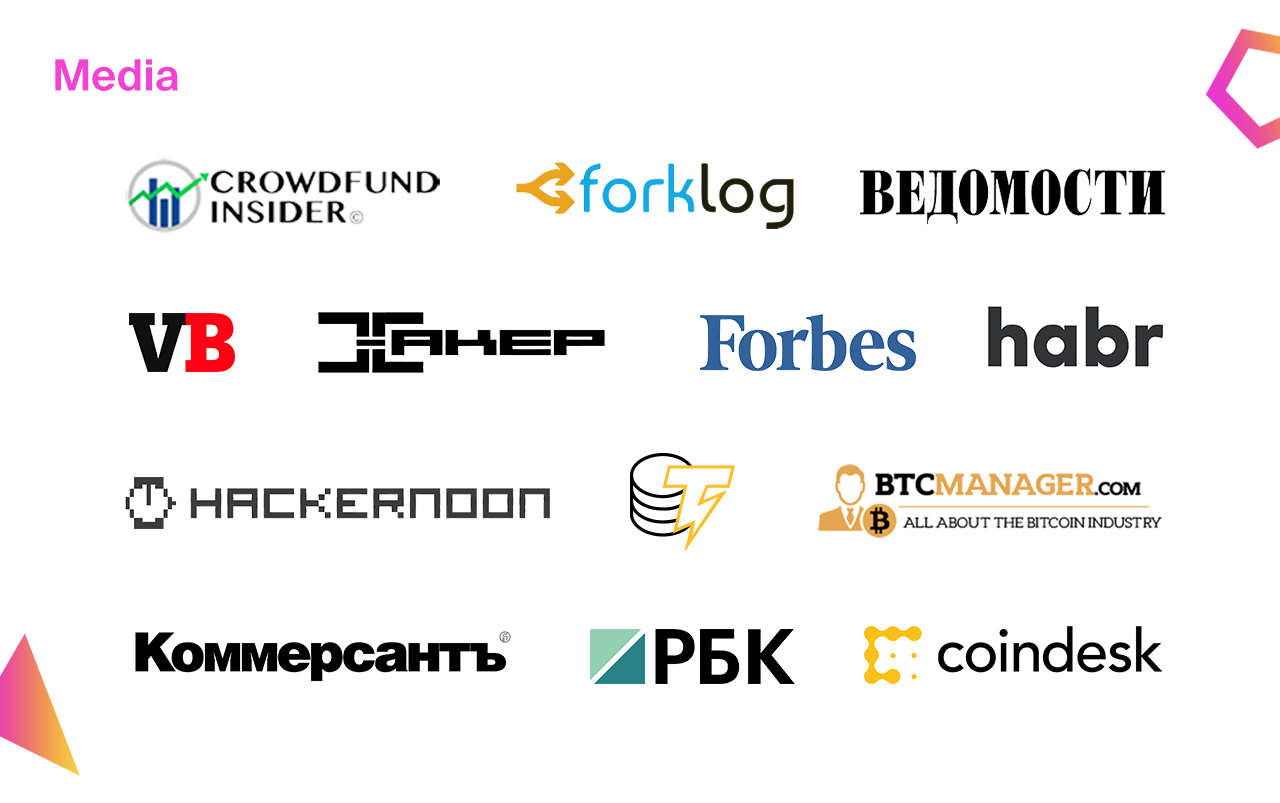 Media
CROWDFUND
INSIDER©
forklog
ВЕДОМОСТИ
VB
ХАКЕР
Forbes
habr
HACKERNOON
T
BTCMANAGER.COM
ALL ABOUT THE BITCOIN INDUSTRY
Коммерсантъ
РБК
coindesk